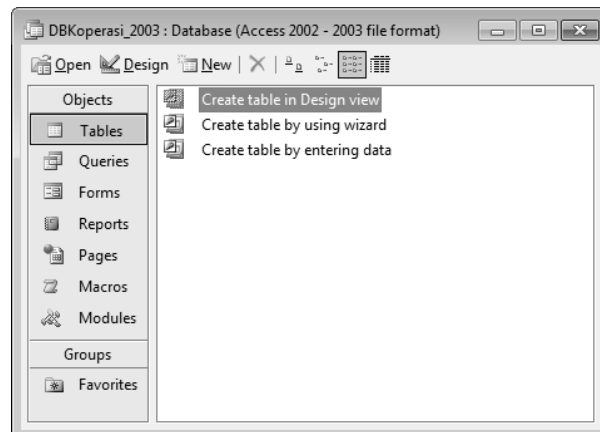 DBKoperasi_2003 : Database (Access 2002 - 2003 file format)
Open Design New
Objects
Tables
Queries
Forms
Reports
Pages
Macros
Modules
Groups
Favorites
Create table in Design view
Create table by using wizard
Create table by entering data